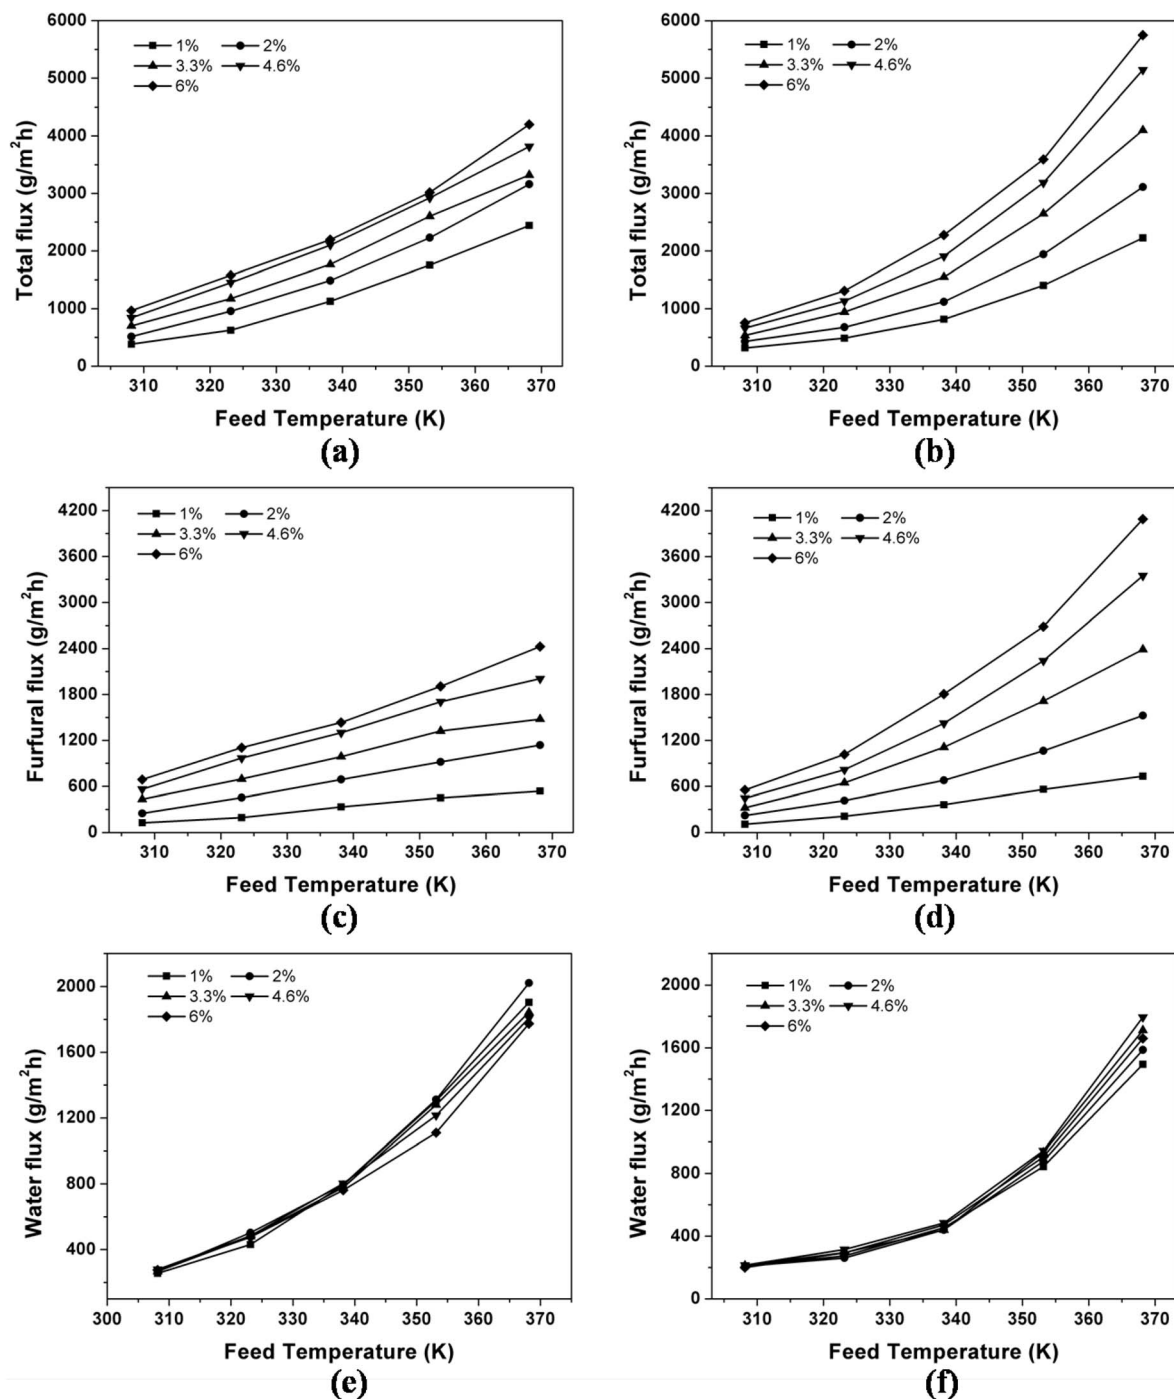 6000
5000
4000
3000
2000
1000
0
1% 2%
3.3% 4.6%
6%
Total flux (g/m²h)
310 320 330 340 350 360 370
Feed Temperature (K)
(a)
6000
5000
4000
3000
2000
1000
0
1% 2%
3.3% 4.6%
6%
Total flux (g/m²h)
310 320 330 340 350 360 370
Feed Temperature (K)
(b)
4200
3600
3000
2400
1800
1200
600
0
1% 2%
3.3% 4.6%
6%
Furfural flux (g/m²h)
310 320 330 340 350 360 370
Feed Temperature (K)
(c)
4200
3600
3000
2400
1800
1200
600
0
1% 2%
3.3% 4.6%
6%
Furfural flux (g/m²h)
310 320 330 340 350 360 370
Feed Temperature (K)
(d)
2000
1600
1200
800
400
1% 2%
3.3% 4.6%
6%
Water flux (g/m²h)
300 310 320 330 340 350 360 370
Feed Temperature (K)
(e)
2000
1600
1200
800
400
0
1% 2%
3.3% 4.6%
6%
Water flux (g/m²h)
310 320 330 340 350 360 370
Feed Temperature (K)
(f)